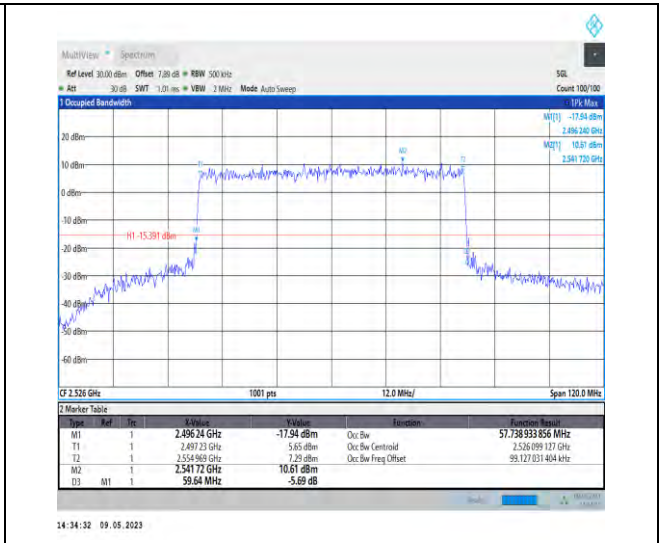 MultiView Spectrum
Ref Level 30.00 dBm Offset 7.89 dB RBW 500 kHz SGL
Att 30 dB SWT 1.01 ms VBW 2 MHz Mode Auto Sweep Count 100/100
1 Occupied Bandwidth 1Pk Max
M1[1] -17.94 dBm
2.496 240 GHz
20 dBm
M2[1] 10.61 dBm
M2
2.541 720 GHz
T1 T2
10 dBm
0 dBm
-10 dBm
M1
H1 -15.391 dBm
-20 dBm
-30 dBm
-40 dBm
-50 dBm
-60 dBm
CF 2.526 GHz 1001 pts 12.0 MHz/ Span 120.0 MHz
2 Marker Table
Type Ref Trc X-Value Y-Value Function Function Result
M1 1 2.496 24 GHz -17.94 dBm Occ Bw 57.738 933 856 MHz
T1 1 2.497 23 GHz 5.65 dBm Occ Bw Centroid 2.526 099 127 GHz
T2 1 2.554 969 GHz 7.29 dBm Occ Bw Freq Offset 99.127 031 404 kHz
M2 1 2.541 72 GHz 10.61 dBm
D3 M1 1 59.64 MHz -5.69 dB
14:34:32 09.05.2023